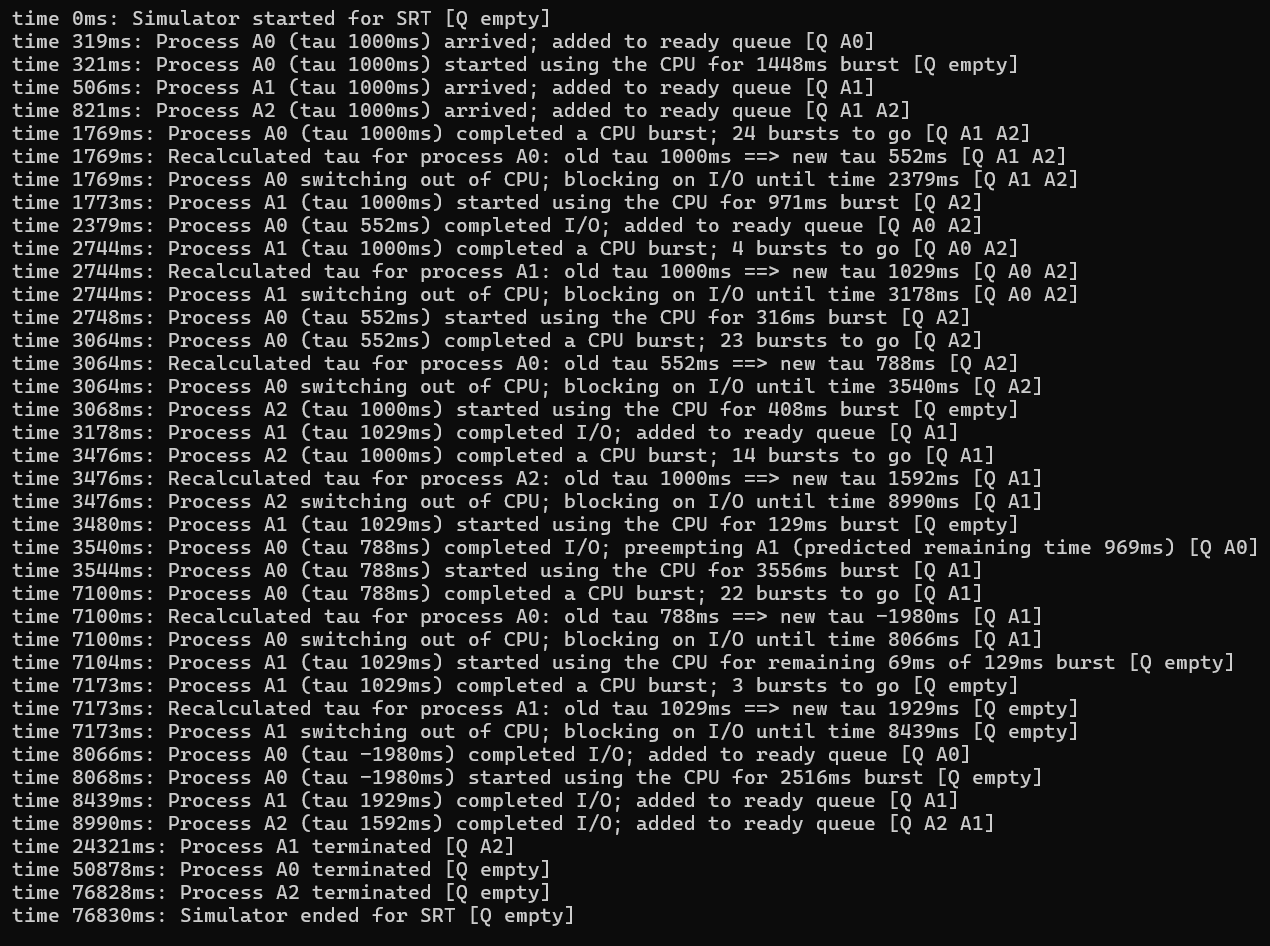 time 0ms: Simulator started for SRT [Q empty]
time 319ms: Process A0 (tau 1000ms) arrived; added to ready queue [Q A0]
time 321ms: Process A0 (tau 1000ms) started using the CPU for 1448ms burst [Q empty]
time 506ms: Process A1 (tau 1000ms) arrived; added to ready queue [Q A1]
time 821ms: Process A2 (tau 1000ms) arrived; added to ready queue [Q A1 A2]
time 1769ms: Process A0 (tau 1000ms) completed a CPU burst; 24 bursts to go [Q A1 A2]
time 1769ms: Recalculated tau for process A0: old tau 1000ms ==> new tau 552ms [Q A1 A2]
time 1769ms: Process A0 switching out of CPU; blocking on I/O until time 2379ms [Q A1 A2]
time 1773ms: Process A1 (tau 1000ms) started using the CPU for 971ms burst [Q A2]
time 2379ms: Process A0 (tau 552ms) completed I/O; added to ready queue [Q A0 A2]
time 2744ms: Process A1 (tau 1000ms) completed a CPU burst; 4 bursts to go [Q A0 A2]
time 2744ms: Recalculated tau for process A1: old tau 1000ms ==> new tau 1029ms [Q A0 A2]
time 2744ms: Process A1 switching out of CPU; blocking on I/O until time 3178ms [Q A0 A2]
time 2748ms: Process A0 (tau 552ms) started using the CPU for 316ms burst [Q A2]
time 3064ms: Process A0 (tau 552ms) completed a CPU burst; 23 bursts to go [Q A2]
time 3064ms: Recalculated tau for process A0: old tau 552ms ==> new tau 788ms [Q A2]
time 3064ms: Process A0 switching out of CPU; blocking on I/O until time 3540ms [Q A2]
time 3068ms: Process A2 (tau 1000ms) started using the CPU for 408ms burst [Q empty]
time 3178ms: Process A1 (tau 1029ms) completed I/O; added to ready queue [Q A1]
time 3476ms: Process A2 (tau 1000ms) completed a CPU burst; 14 bursts to go [Q A1]
time 3476ms: Recalculated tau for process A2: old tau 1000ms ==> new tau 1592ms [Q A1]
time 3476ms: Process A2 switching out of CPU; blocking on I/O until time 8990ms [Q A1]
time 3480ms: Process A1 (tau 1029ms) started using the CPU for 129ms burst [Q empty]
time 3540ms: Process A0 (tau 788ms) completed I/O; preempting A1 (predicted remaining time 969ms) [Q A0]
time 3544ms: Process A0 (tau 788ms) started using the CPU for 3556ms burst [Q A1]
time 7100ms: Process A0 (tau 788ms) completed a CPU burst; 22 bursts to go [Q A1]
time 7100ms: Recalculated tau for process A0: old tau 788ms ==> new tau -1980ms [Q A1]
time 7100ms: Process A0 switching out of CPU; blocking on I/O until time 8066ms [Q A1]
time 7104ms: Process A1 (tau 1029ms) started using the CPU for remaining 69ms of 129ms burst [Q empty]
time 7173ms: Process A1 (tau 1029ms) completed a CPU burst; 3 bursts to go [Q empty]
time 7173ms: Recalculated tau for process A1: old tau 1029ms ==> new tau 1929ms [Q empty]
time 7173ms: Process A1 switching out of CPU; blocking on I/O until time 8439ms [Q empty]
time 8066ms: Process A0 (tau -1980ms) completed I/O; added to ready queue [Q A0]
time 8068ms: Process A0 (tau -1980ms) started using the CPU for 2516ms burst [Q empty]
time 8439ms: Process A1 (tau 1929ms) completed I/O; added to ready queue [Q A1]
time 8990ms: Process A2 (tau 1592ms) completed I/O; added to ready queue [Q A2 A1]
time 24321ms: Process A1 terminated [Q A2]
time 50878ms: Process A0 terminated [Q empty]
time 76828ms: Process A2 terminated [Q empty]
time 76830ms: Simulator ended for SRT [Q empty]